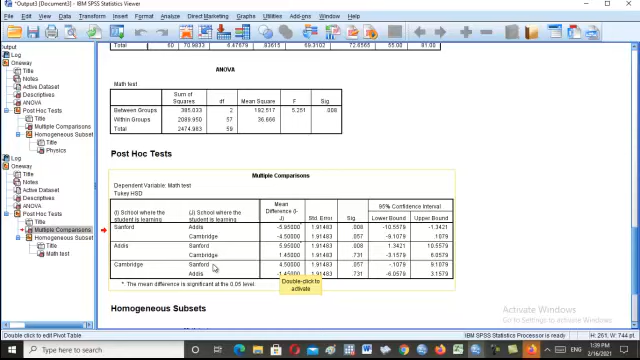 *Output3 [Document3] - IBM SPSS Statistics Viewer
File Edit View Data Transform Insert Format Analyze Direct Marketing Graphs Utilities Add-ons Window Help
Output
Log
Oneway
Title
Notes
Active Dataset
Descriptives
ANOVA
Post Hoc Tests
Title
Multiple Comparisons
Homogeneous Subset
Title
Physics
Log
Oneway
Title
Notes
Active Dataset
Descriptives
ANOVA
Post Hoc Tests
Title
Multiple Comparisons
Homogeneous Subset
Title
Math test
Total 60 70.9833 6.47679 .83615 69.3102 72.6565 55.00 81.00
ANOVA
Math test
Sum of Squares df Mean Square F Sig
Between Groups 385.033 2 192.517 5.251 .008
Within Groups 2089.950 57 36.666
Total 2474.983 59
Post Hoc Tests
Multiple Comparisons
Dependent Variable: Math test
Tukey HSD
(I) School where the student is learning (J) School where the student is learning Mean Difference (I-J) Std. Error Sig 95% Confidence Interval
Lower Bound Upper Bound
Sanford Addis -5.95000 1.91483 .008 -10.5579 -1.3421
Cambridge -4.50000 1.91483 .057 -9.1079 .1079
Addis Sanford 5.95000 1.91483 .008 1.3421 10.5579
Cambridge 1.45000 1.91483 .731 -3.1579 6.0579
Cambridge Sanford 4.50000 1.91483 .057 -.1079 9.1079
Addis -1.45000 1.91483 .731 -6.0579 3.1579
*. The mean difference is significant at the 0.05 level.
Double-click to activate
Homogeneous Subsets
Activate Windows
Go to Settings to activate Windows.
Double click to edit Pivot Table
IBM SPSS Statistics Processor is ready
H: 261, W: 744 pt.
Type here to search
ENG
1:39 PM
2/16/2021